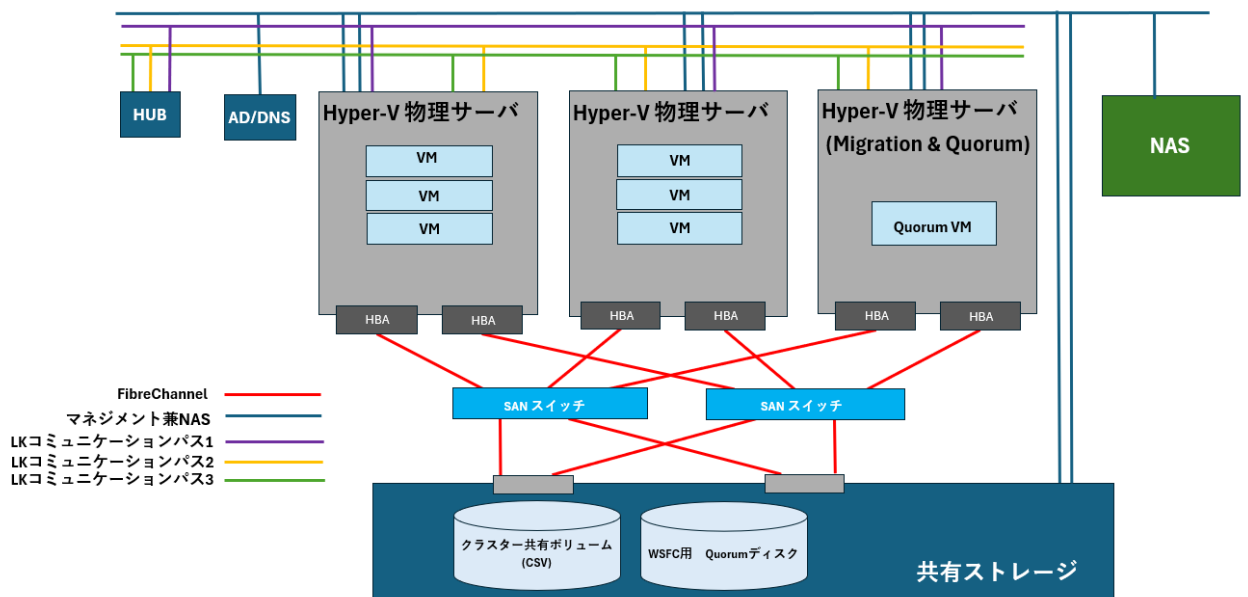 HUB
AD/DNS
Hyper-V 物理サーバ
VM
VM
VM
Hyper-V 物理サーバ
VM
VM
VM
Hyper-V 物理サーバ
(Migration & Quorum)
Quorum VM
NAS
HBA
HBA
HBA
HBA
HBA
HBA
FibreChannel
マネジメント兼NAS
LKコミュニケーションパス1
LKコミュニケーションパス2
LKコミュニケーションパス3
SAN スイッチ
SAN スイッチ
クラスター共有ボリューム
(CSV)
WSFC用 Quorumディスク
共有ストレージ